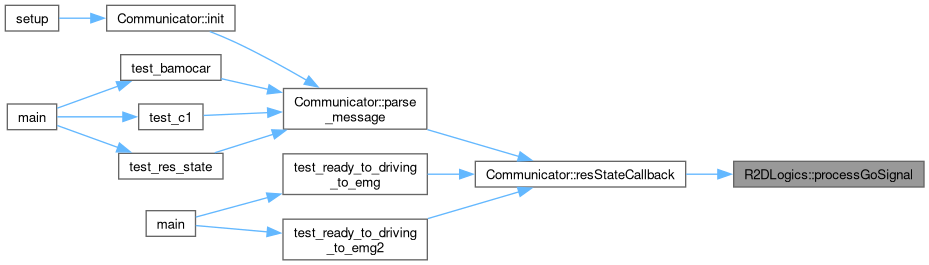 setup
Communicator::init
test_bamocar
main
test_c1
test_res_state
Communicator::parse
_message
test_ready_to_driving
_to_emg
main
test_ready_to_driving
_to_emg2
Communicator::resStateCallback
R2DLogics::processGoSignal